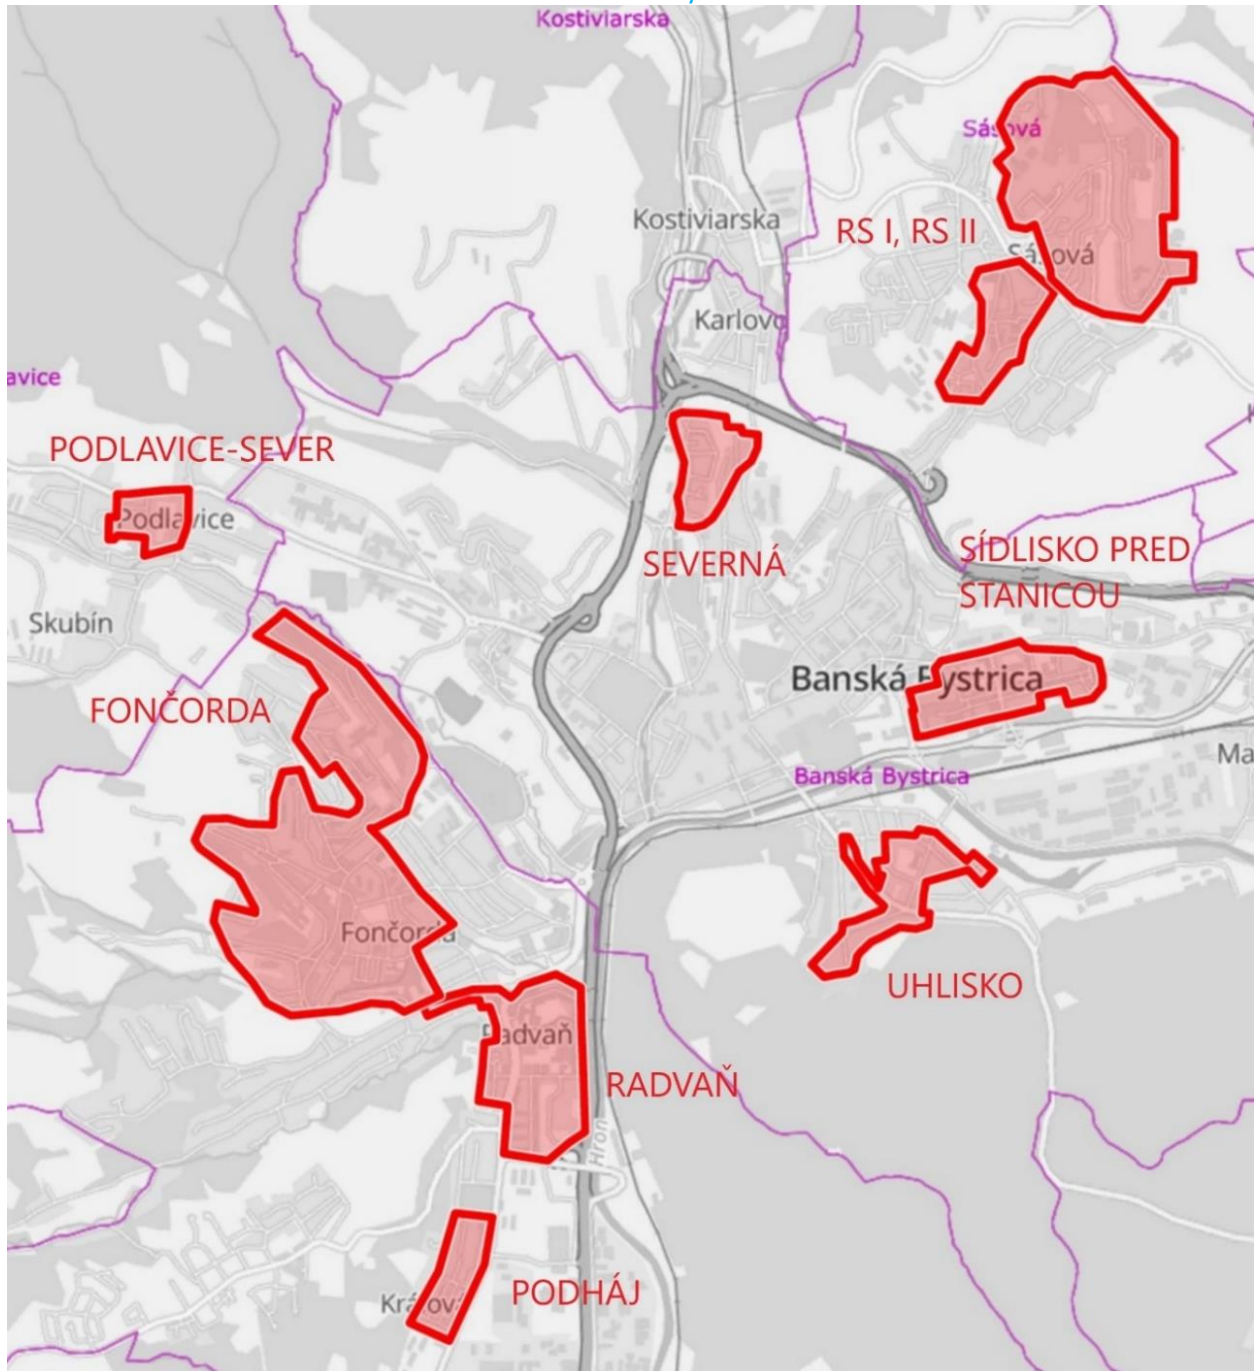 Kostiviarska
Sásová
Kostiviarska
RS I, RS II
Sásová
Karlovo
avice
PODLAVICE-SEVER
Podlavice
SEVERNÁ
SÍDLISKO PRED
STANICOU
Skubín
Banská Bystrica
FONČORDA
Ma
Banská Bystrica
Fončorda
UHLISKO
Radvaň
RADVAŇ
Hron
PODHÁJ
Kráľová